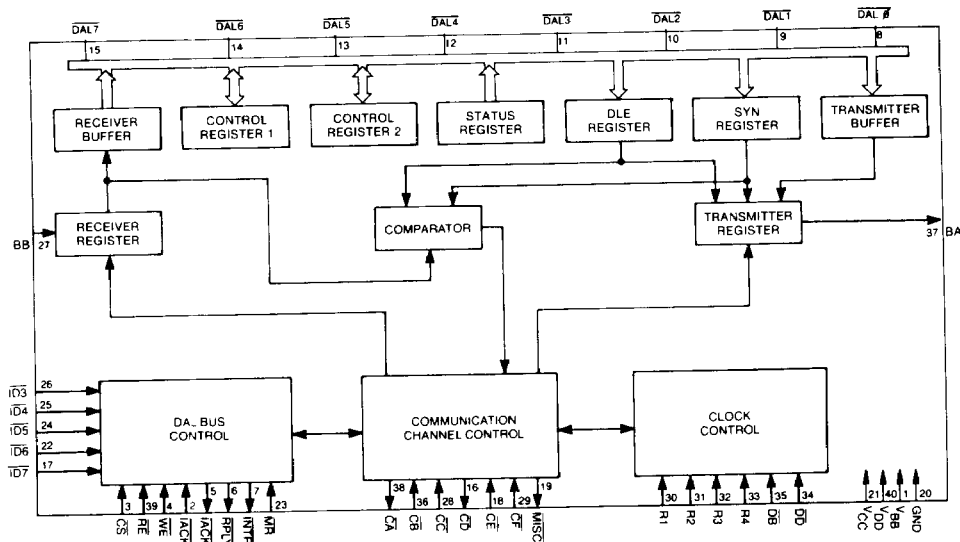 DAL7 DAL6 DAL5 DAL4 DAL3 DAL2 DAL1 DAL 0
15 14 13 12 11 10 9 8
RECEIVER BUFFER
CONTROL REGISTER 1
CONTROL REGISTER 2
STATUS REGISTER
DLE REGISTER
SYN REGISTER
TRANSMITTER BUFFER
BB 27
RECEIVER REGISTER
COMPARATOR
TRANSMITTER REGISTER
37 BA
ID3 26
ID4 25
ID5 24
ID6 22
ID7 17
DAL BUS CONTROL
COMMUNICATION CHANNEL CONTROL
CLOCK CONTROL
3 39 4 2 5 6 7 23
CS RE WE IACK IACK RPLY INTR MR
38 36 28 16 18 29 19
CA CB CC CD CE CF MISC
30 31 32 33 35 34
R1 R2 R3 R4 DB DD
21 40 1 20
VCC VDD VBB GND